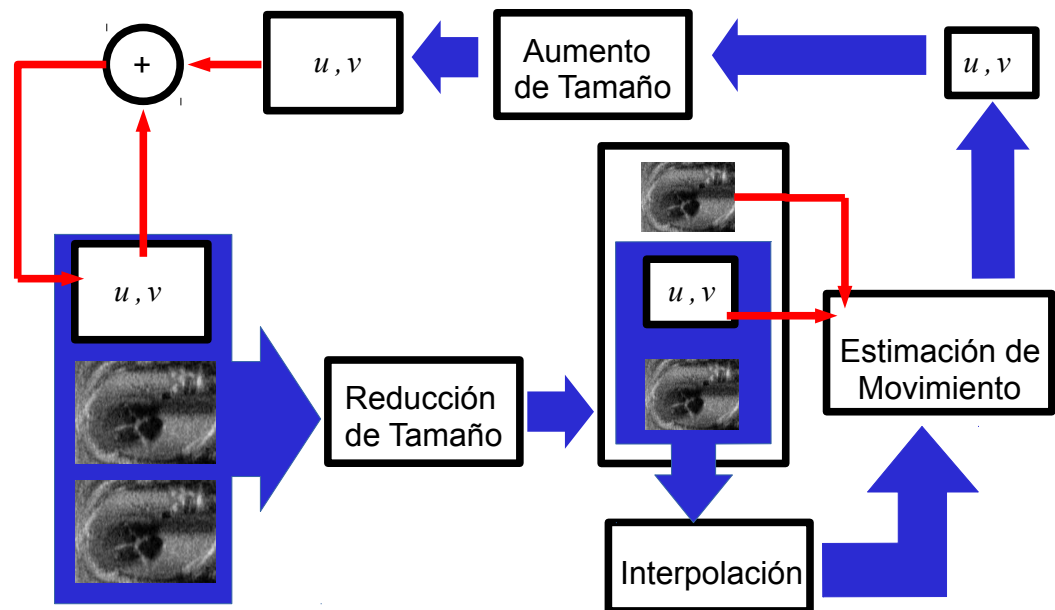 +
u , v
Aumento
de Tamaño
u , v
u , v
u , v
Reducción
de Tamaño
Estimación de
Movimiento
Interpolación